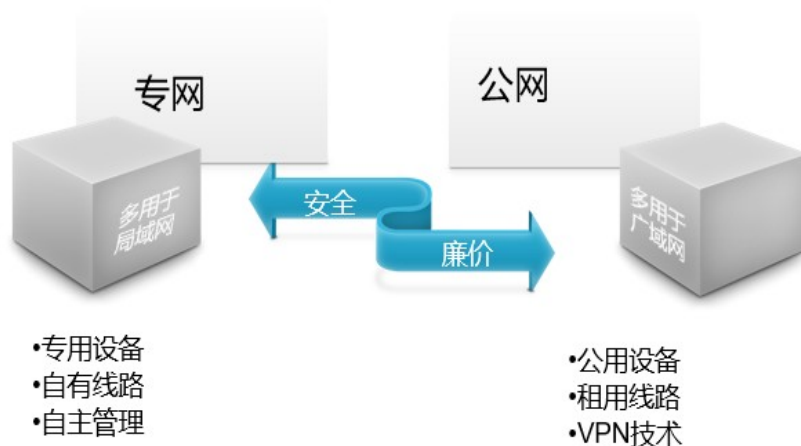 专网
公网
多用于
局域网
安全
廉价
多用于
广域网
•专用设备
•自有线路
•自主管理
•公用设备
•租用线路
•VPN技术